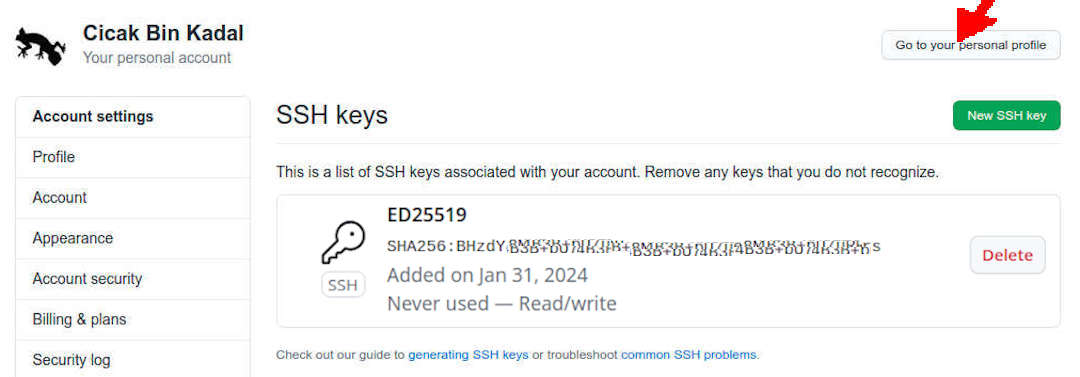 Cicak Bin Kadal
Your personal account
Go to your personal profile
Account settings
Profile
Account
Appearance
Account security
Billing & plans
Security log
SSH keys
New SSH key
This is a list of SSH keys associated with your account. Remove any keys that you do not recognize.
ED25519
SHA256:BHzdY
Added on Jan 31, 2024
Never used — Read/write
SSH
Delete
Check out our guide to generating SSH keys or troubleshoot common SSH problems.